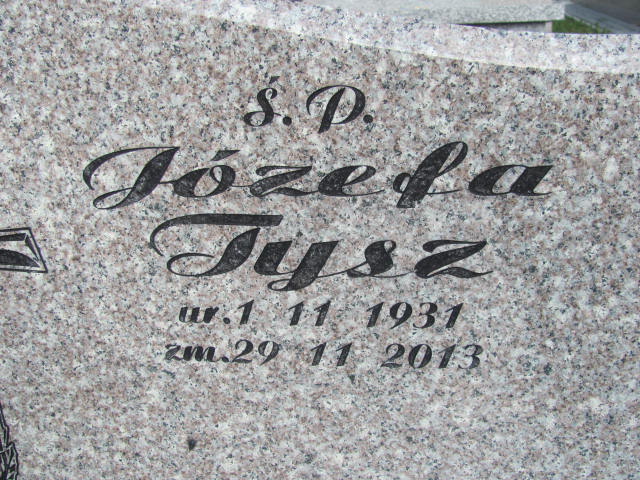 Ś.P.
Józefa
Tysz
ur.1 11 1931
zm.29 11 2013